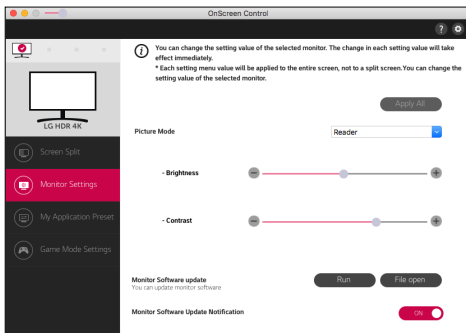 OnScreen Control
?
i
You can change the setting value of the selected monitor. The change in each setting value will take
effect immediately.
* Each setting menu value will be applied to the entire screen, not to a split screen.You can change the
setting value of the selected monitor.
LG HDR 4K
Apply All
Picture Mode
Reader
Screen Split
- Brightness
Monitor Settings
My Application Preset
- Contrast
Game Mode Settings
Monitor Software update
You can update monitor software
Run
File open
Monitor Software Update Notification
ON